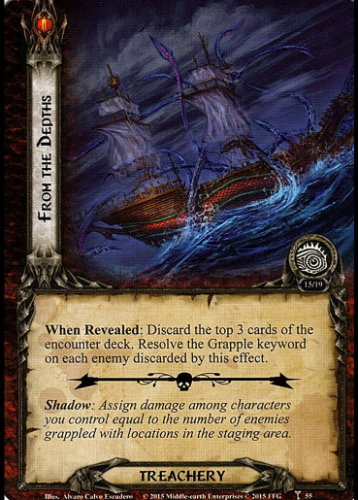 From the Depths
15/19
When Revealed: Discard the top 3 cards of the
encounter deck. Resolve the Grapple keyword
on each enemy discarded by this effect.
Shadow: Assign damage among characters
you control equal to the number of enemies
grappled with locations in the staging area.
TREACHERY
Illus. Álvaro Calvo Escudero © 2015 Middle-earth Enterprises © 2015 FFG 55